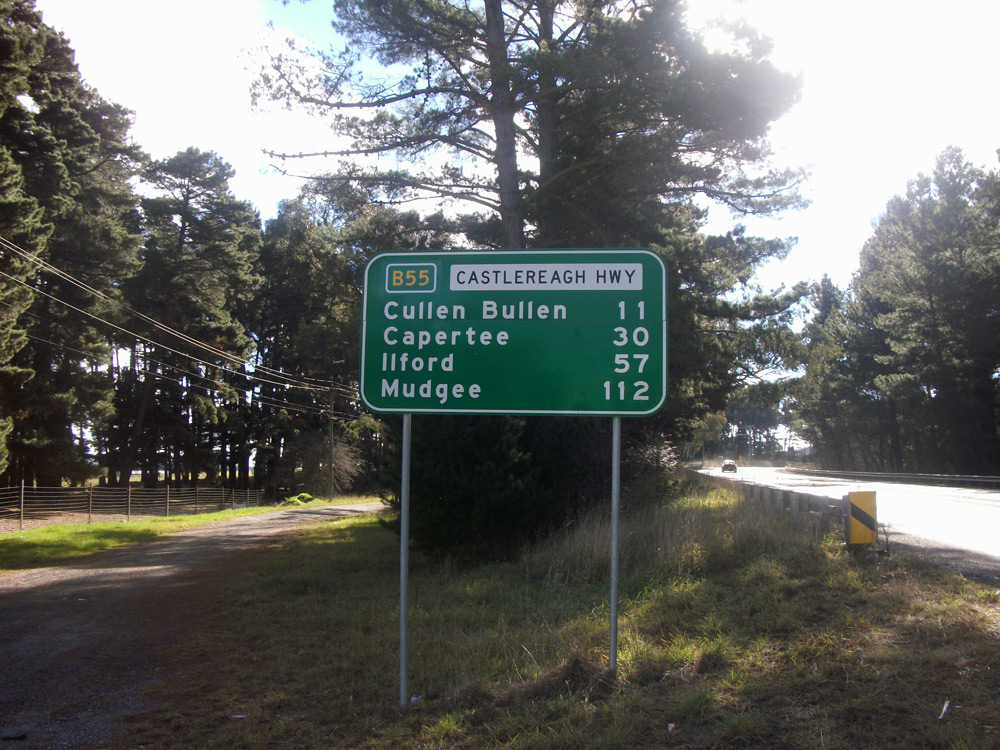 B55 CASTLEREAGH HWY
Cullen Bullen 11
Capertee 30
Ilford 57
Mudgee 112